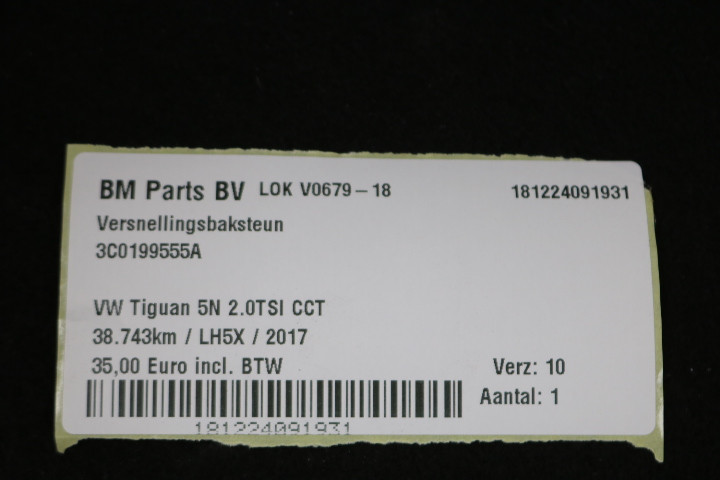 BM Parts BV LOK V0679-18 181224091931
Versnellingsbaksteun
3C0199555A
VW Tiguan 5N 2.0TSI CCT
38.743km / LH5X / 2017
35,00 Euro incl. BTW Verz: 10
Aantal: 1
181224091931